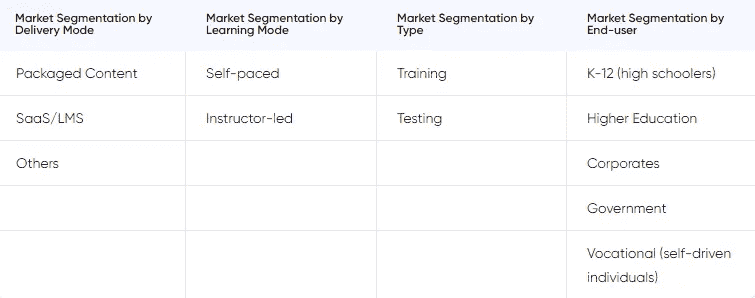 Market Segmentation by
Delivery Mode
Market Segmentation by
Learning Mode
Market Segmentation by
Type
Market Segmentation by
End-user
Packaged Content
Self-paced
Training
K-12 (high schoolers)
SaaS/LMS
Instructor-led
Testing
Higher Education
Others
Corporates
Government
Vocational (self-driven
individuals)